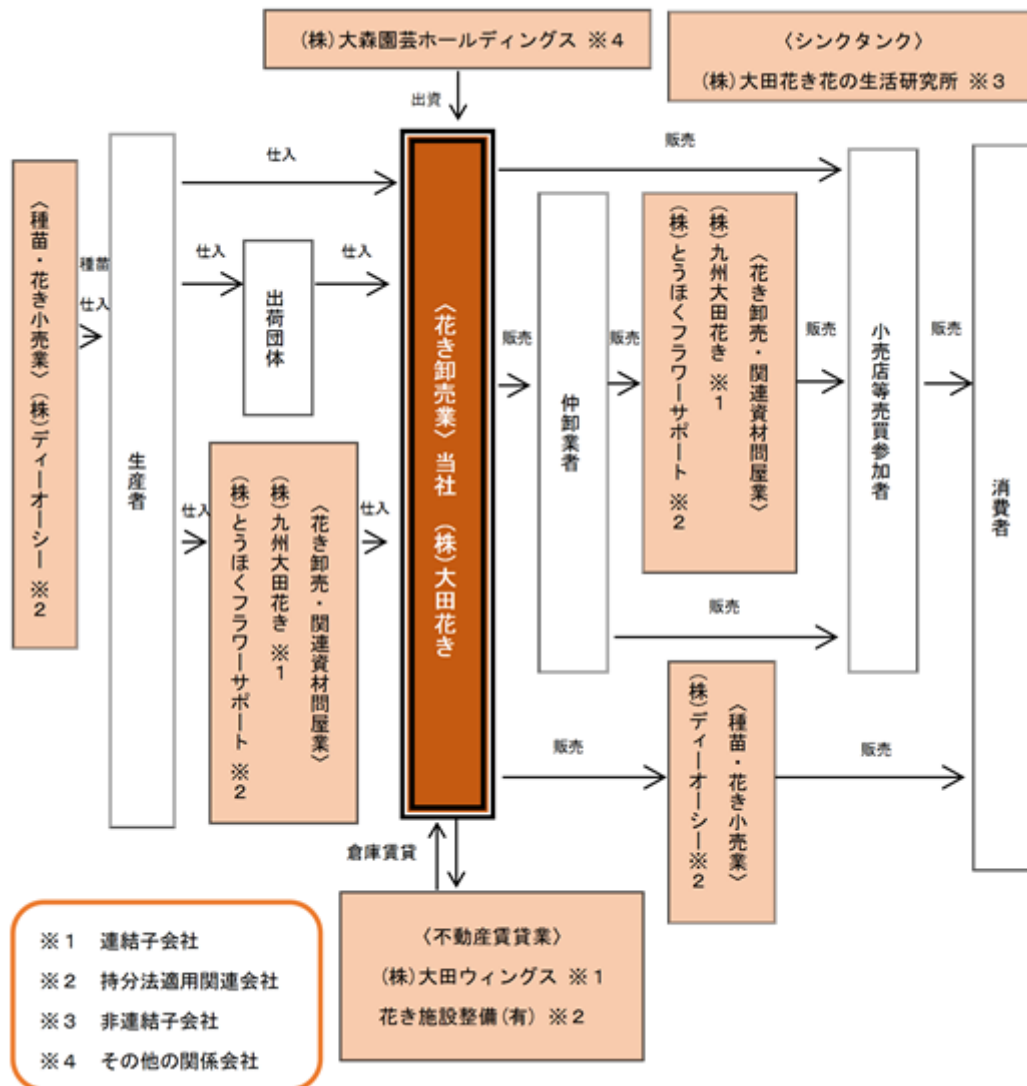 (株)大森園芸ホールディングス ※4
〈シンクタンク〉
(株)大田花き花の生活研究所 ※3
出資
〈種苗・花き小売業〉(株)ディーオーシー ※2
種苗
仕入
生産者
仕入
仕入
出荷団体
仕入
仕入
〈花き卸売・関連資材問屋業〉
(株)九州大田花き ※1
(株)とうほくフラワーサポート ※2
仕入
〈花き卸売業〉当社 (株)大田花き
販売
販売
仲卸業者
販売
〈花き卸売・関連資材問屋業〉
(株)九州大田花き ※1
(株)とうほくフラワーサポート ※2
販売
小売店等売買参加者
販売
消費者
販売
販売
〈種苗・花き小売業〉
(株)ディーオーシー※2
販売
倉庫賃貸
〈不動産賃貸業〉
(株)大田ウィングス ※1
花き施設整備(有) ※2
※1 連結子会社
※2 持分法適用関連会社
※3 非連結子会社
※4 その他の関係会社